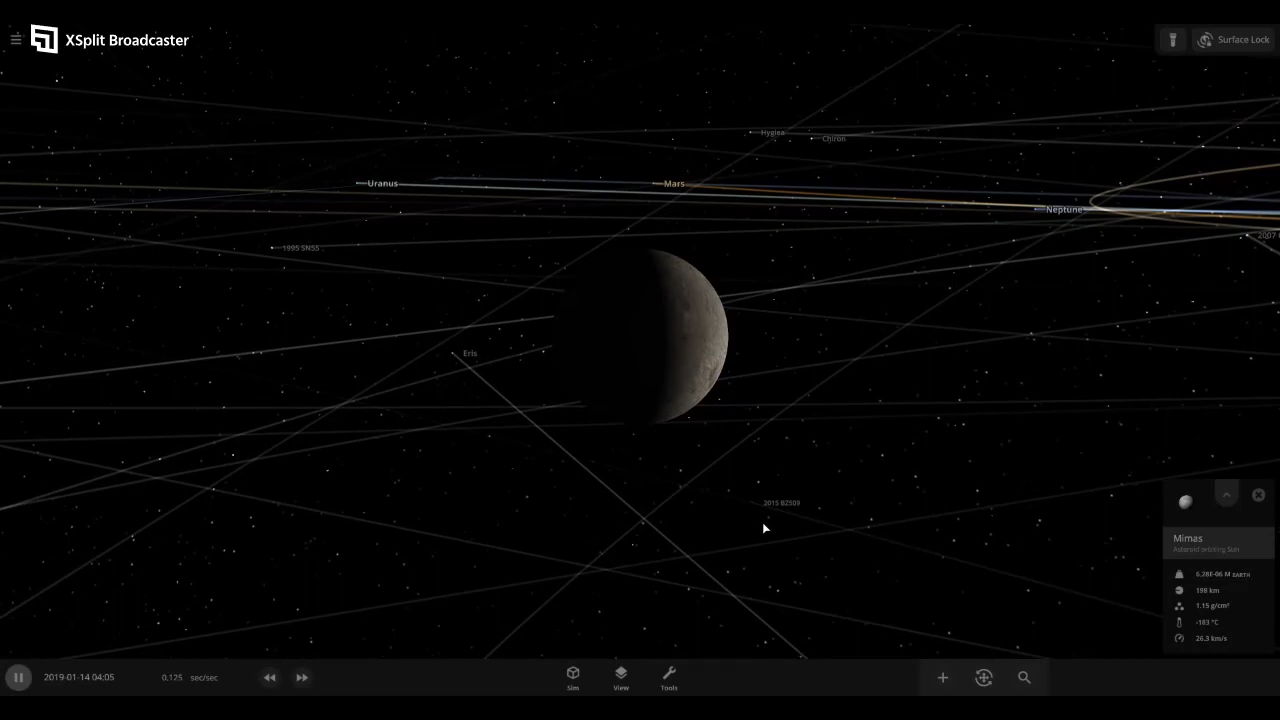 XSplit Broadcaster
Surface Lock
Hygiea
Chiron
Uranus
Mars
Neptune
2007
1995 SN55
Eris
2015 BZ509
Mimas
Asteroid orbiting Sun
6.28E-06 M EARTH
198 km
1.15 g/cm³
-183 °C
26.3 km/s
2019-01-14 04:05
0,125 sec/sec
Sim
View
Tools